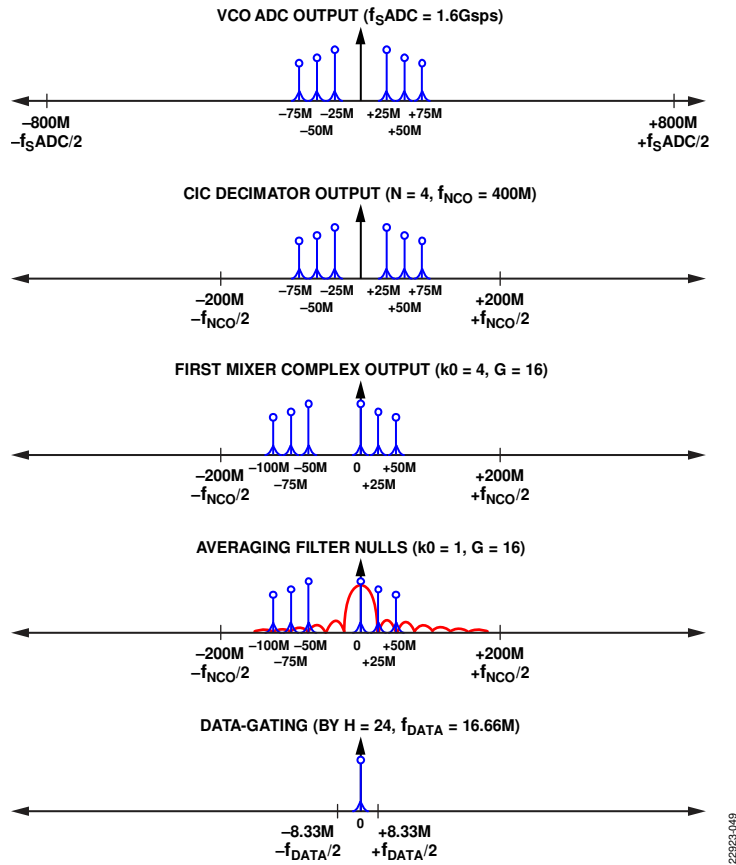 VCO ADC OUTPUT (fSADC = 1.6Gsps)
–75M –25M +25M +75M
–50M +50M
–800M +800M
–fSADC/2 +fSADC/2
CIC DECIMATOR OUTPUT (N = 4, fNCO = 400M)
–75M –25M +25M +75M
–50M +50M
–200M +200M
–fNCO/2 +fNCO/2
FIRST MIXER COMPLEX OUTPUT (k0 = 4, G = 16)
–100M –50M 0 +50M
–75M +25M
–200M +200M
–fNCO/2 +fNCO/2
AVERAGING FILTER NULLS (k0 = 1, G = 16)
–100M –50M 0 +50M
–75M +25M
–200M +200M
–fNCO/2 +fNCO/2
DATA-GATING (BY H = 24, fDATA = 16.66M)
0
–8.33M +8.33M
–fDATA/2 +fDATA/2
22923-049